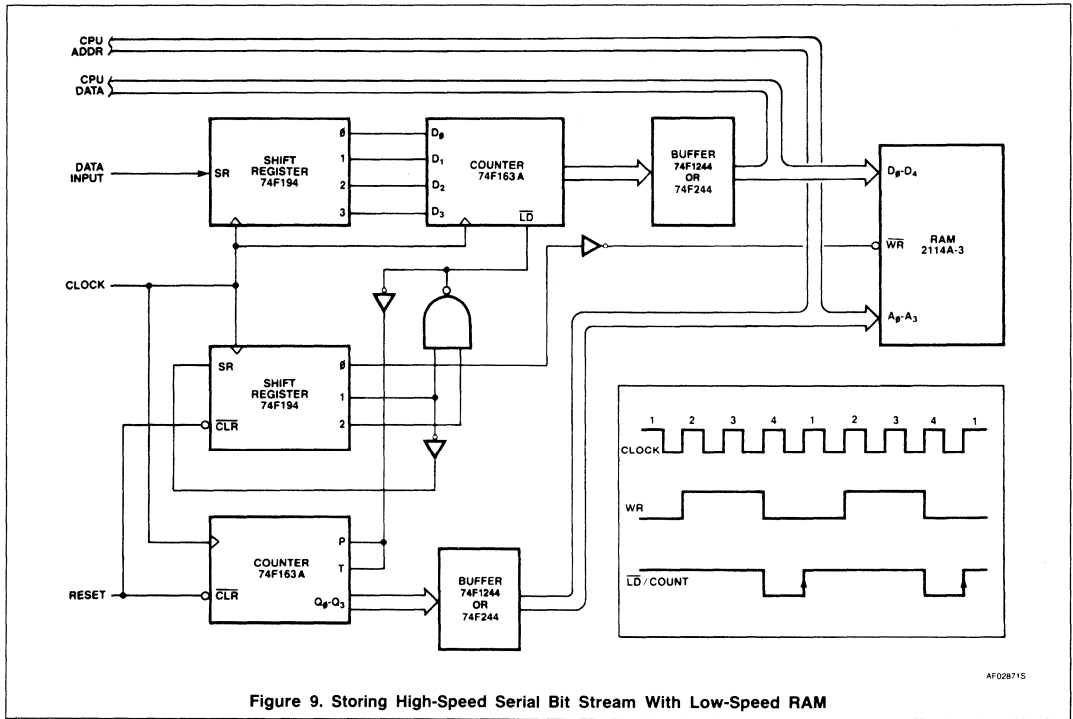 CPU
ADDR
CPU
DATA
DATA
INPUT
SR
SHIFT
REGISTER
74F194
0
1
2
3
D0
D1
D2
D3
COUNTER
74F163A
LD
BUFFER
74F1244
OR
74F244
D0-D4
WR
RAM
2114A-3
A0-A3
CLOCK
SR
SHIFT
REGISTER
74F194
CLR
0
1
2
RESET
COUNTER
74F163A
CLR
P
T
Q0-Q3
BUFFER
74F1244
OR
74F244
1 2 3 4 1 2 3 4 1
CLOCK
WR
LD / COUNT
AF02871S
Figure 9. Storing High-Speed Serial Bit Stream With Low-Speed RAM